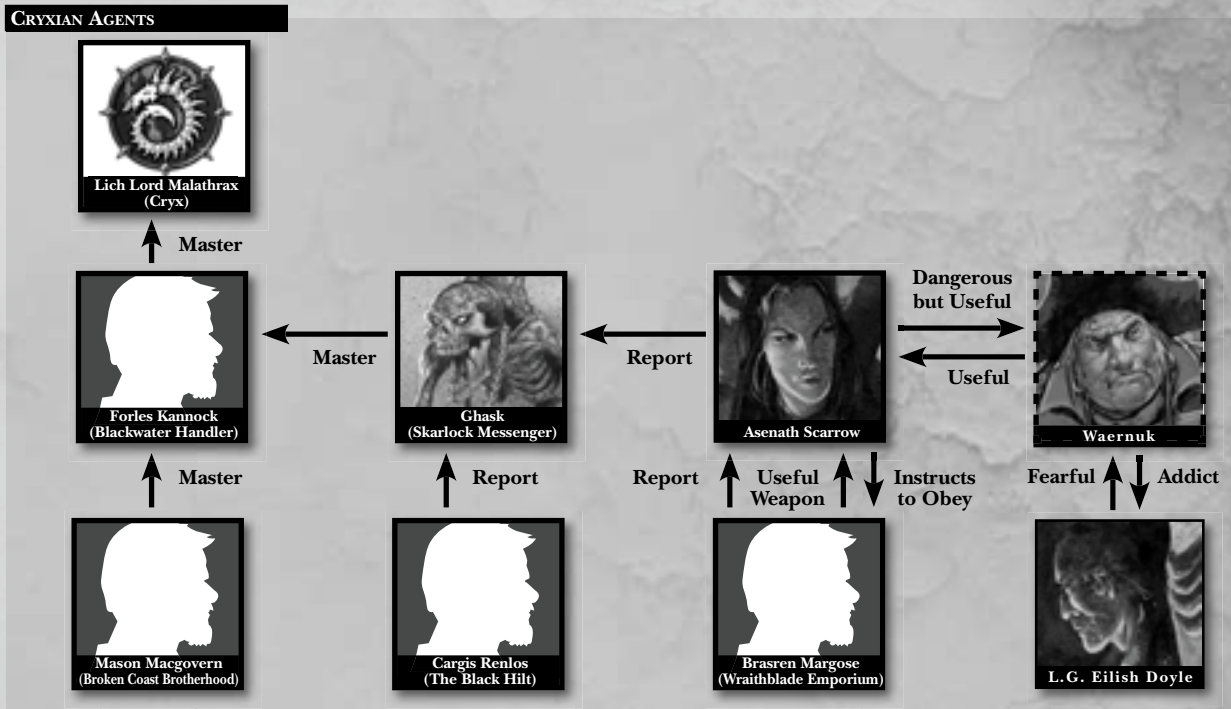 CRYXIAN AGENTS
Lich Lord Malathrax
(Cryx)
Master
Forles Kannock
(Blackwater Handler)
Master
Ghask
(Skarlock Messenger)
Report
Asenath Scarrow
Dangerous
but Useful
Useful
Waernuk
Master
Report
Report
Useful
Weapon
Instructs
to Obey
Fearful
Addict
Mason Macgovern
(Broken Coast Brotherhood)
Cargis Renlos
(The Black Hilt)
Brasren Margose
(Wraithblade Emporium)
L.G. Eilish Doyle